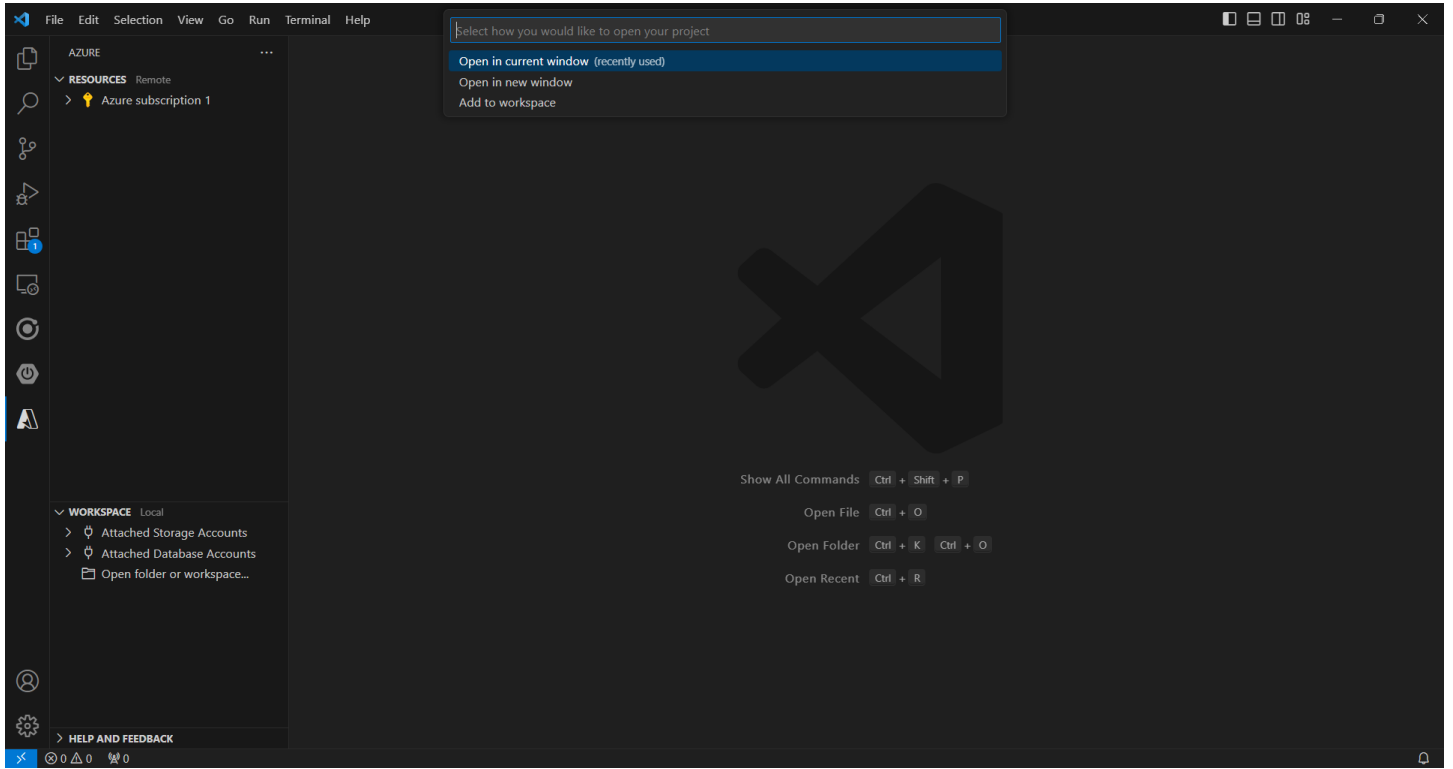 File Edit Selection View Go Run Terminal Help
Select how you would like to open your project
Open in current window (recently used)
Open in new window
Add to workspace
AZURE
RESOURCES Remote
Azure subscription 1
1
Show All Commands Ctrl + Shift + P
Open File Ctrl + O
Open Folder Ctrl + K Ctrl + O
Open Recent Ctrl + R
WORKSPACE Local
Attached Storage Accounts
Attached Database Accounts
Open folder or workspace...
HELP AND FEEDBACK
0 0 0